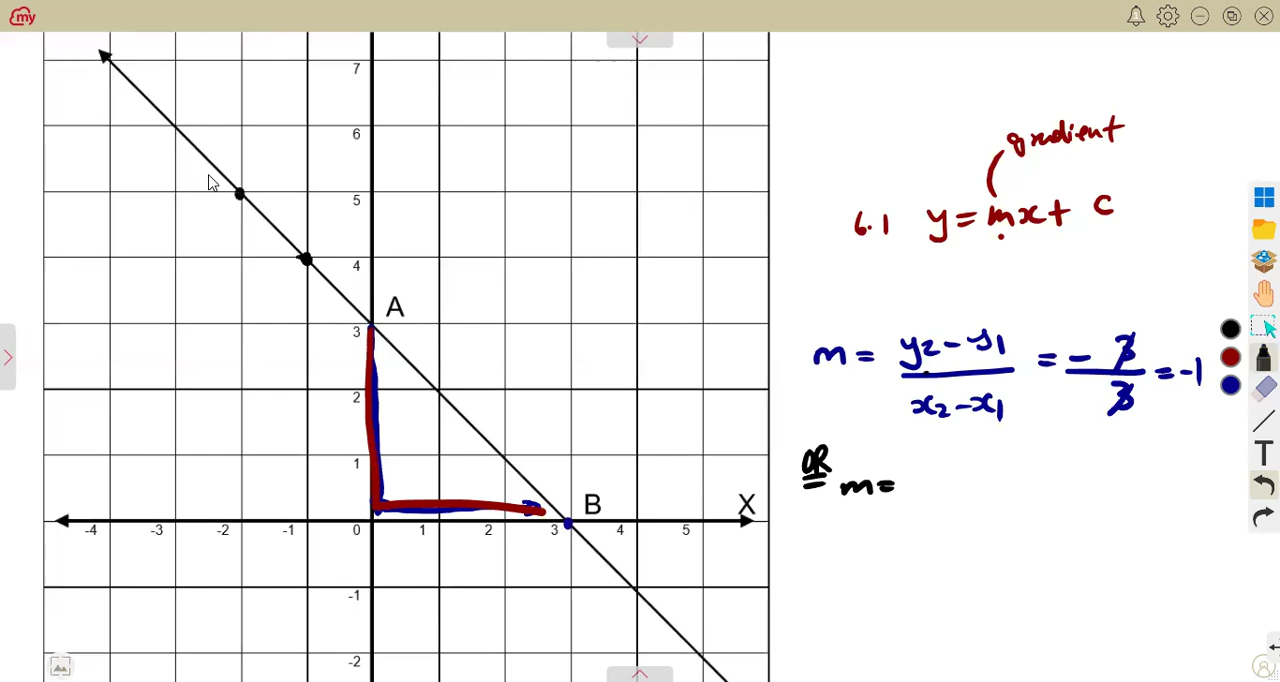 my
7
6
5
4
A
3
2
1
B
X
-4 -3 -2 -1 0 1 2 3 4 5
-1
-2
gradient
6.1 y = mx + c
m = y2 - y1 / x2 - x1 = - 3/3 = -1
OR
m =
T